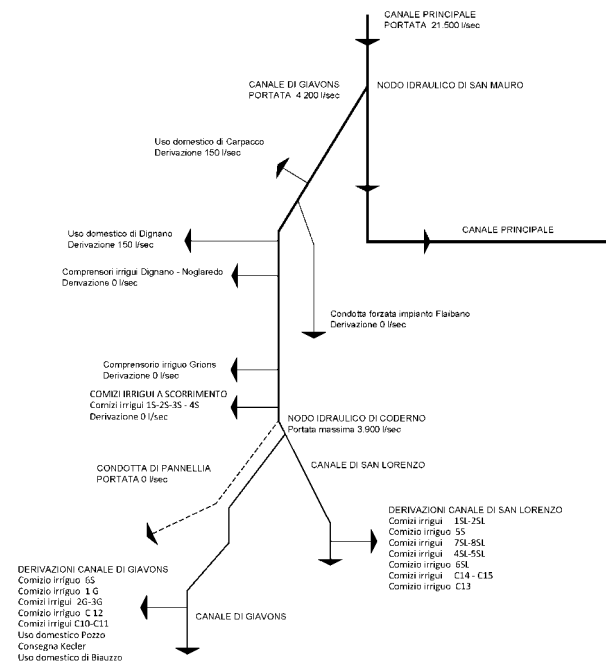 CANALE PRINCIPALE
PORTATA 21.500 l/sec
CANALE DI GIAVONS
PORTATA 4.200 l/sec
NODO IDRAULICO DI SAN MAURO
Uso domestico di Carpacco
Derivazione 150 l/sec
Uso domestico di Dignano
Derivazione 150 l/sec
CANALE PRINCIPALE
Comprensori irrigui Dignano - Noglaredo
Derivazione 0 l/sec
Condotta forzata impianto Flaibano
Derivazione 0 l/sec
Comprensorio irriguo Grions
Derivazione 0 l/sec
COMIZI IRRIGUI A SCORRIMENTO
Comizi irrigui 1S-2S-3S - 4S
Derivazione 0 l/sec
NODO IDRAULICO DI CODERNO
Portata massima 3.900 l/sec
CONDOTTA DI PANNELLIA
PORTATA 0 l/sec
CANALE DI SAN LORENZO
DERIVAZIONI CANALE DI SAN LORENZO
Comizi irrigui 1SL-2SL
Comizio irriguo 5S
Comizi irrigui 7SL-8SL
Comizi irrigui 4SL-5SL
Comizio irriguo 6SL
Comizi irrigui C14 - C15
Comizio irriguo C13
DERIVAZIONI CANALE DI GIAVONS
Comizio irriguo 6S
Comizio irriguo 1 G
Comizi irrigui 2G-3G
Comizio irriguo C 12
Comizi irrigui C10-C11
Uso domestico Pozzo
Consegna Kecler
Uso domestico di Biauzzo
CANALE DI GIAVONS